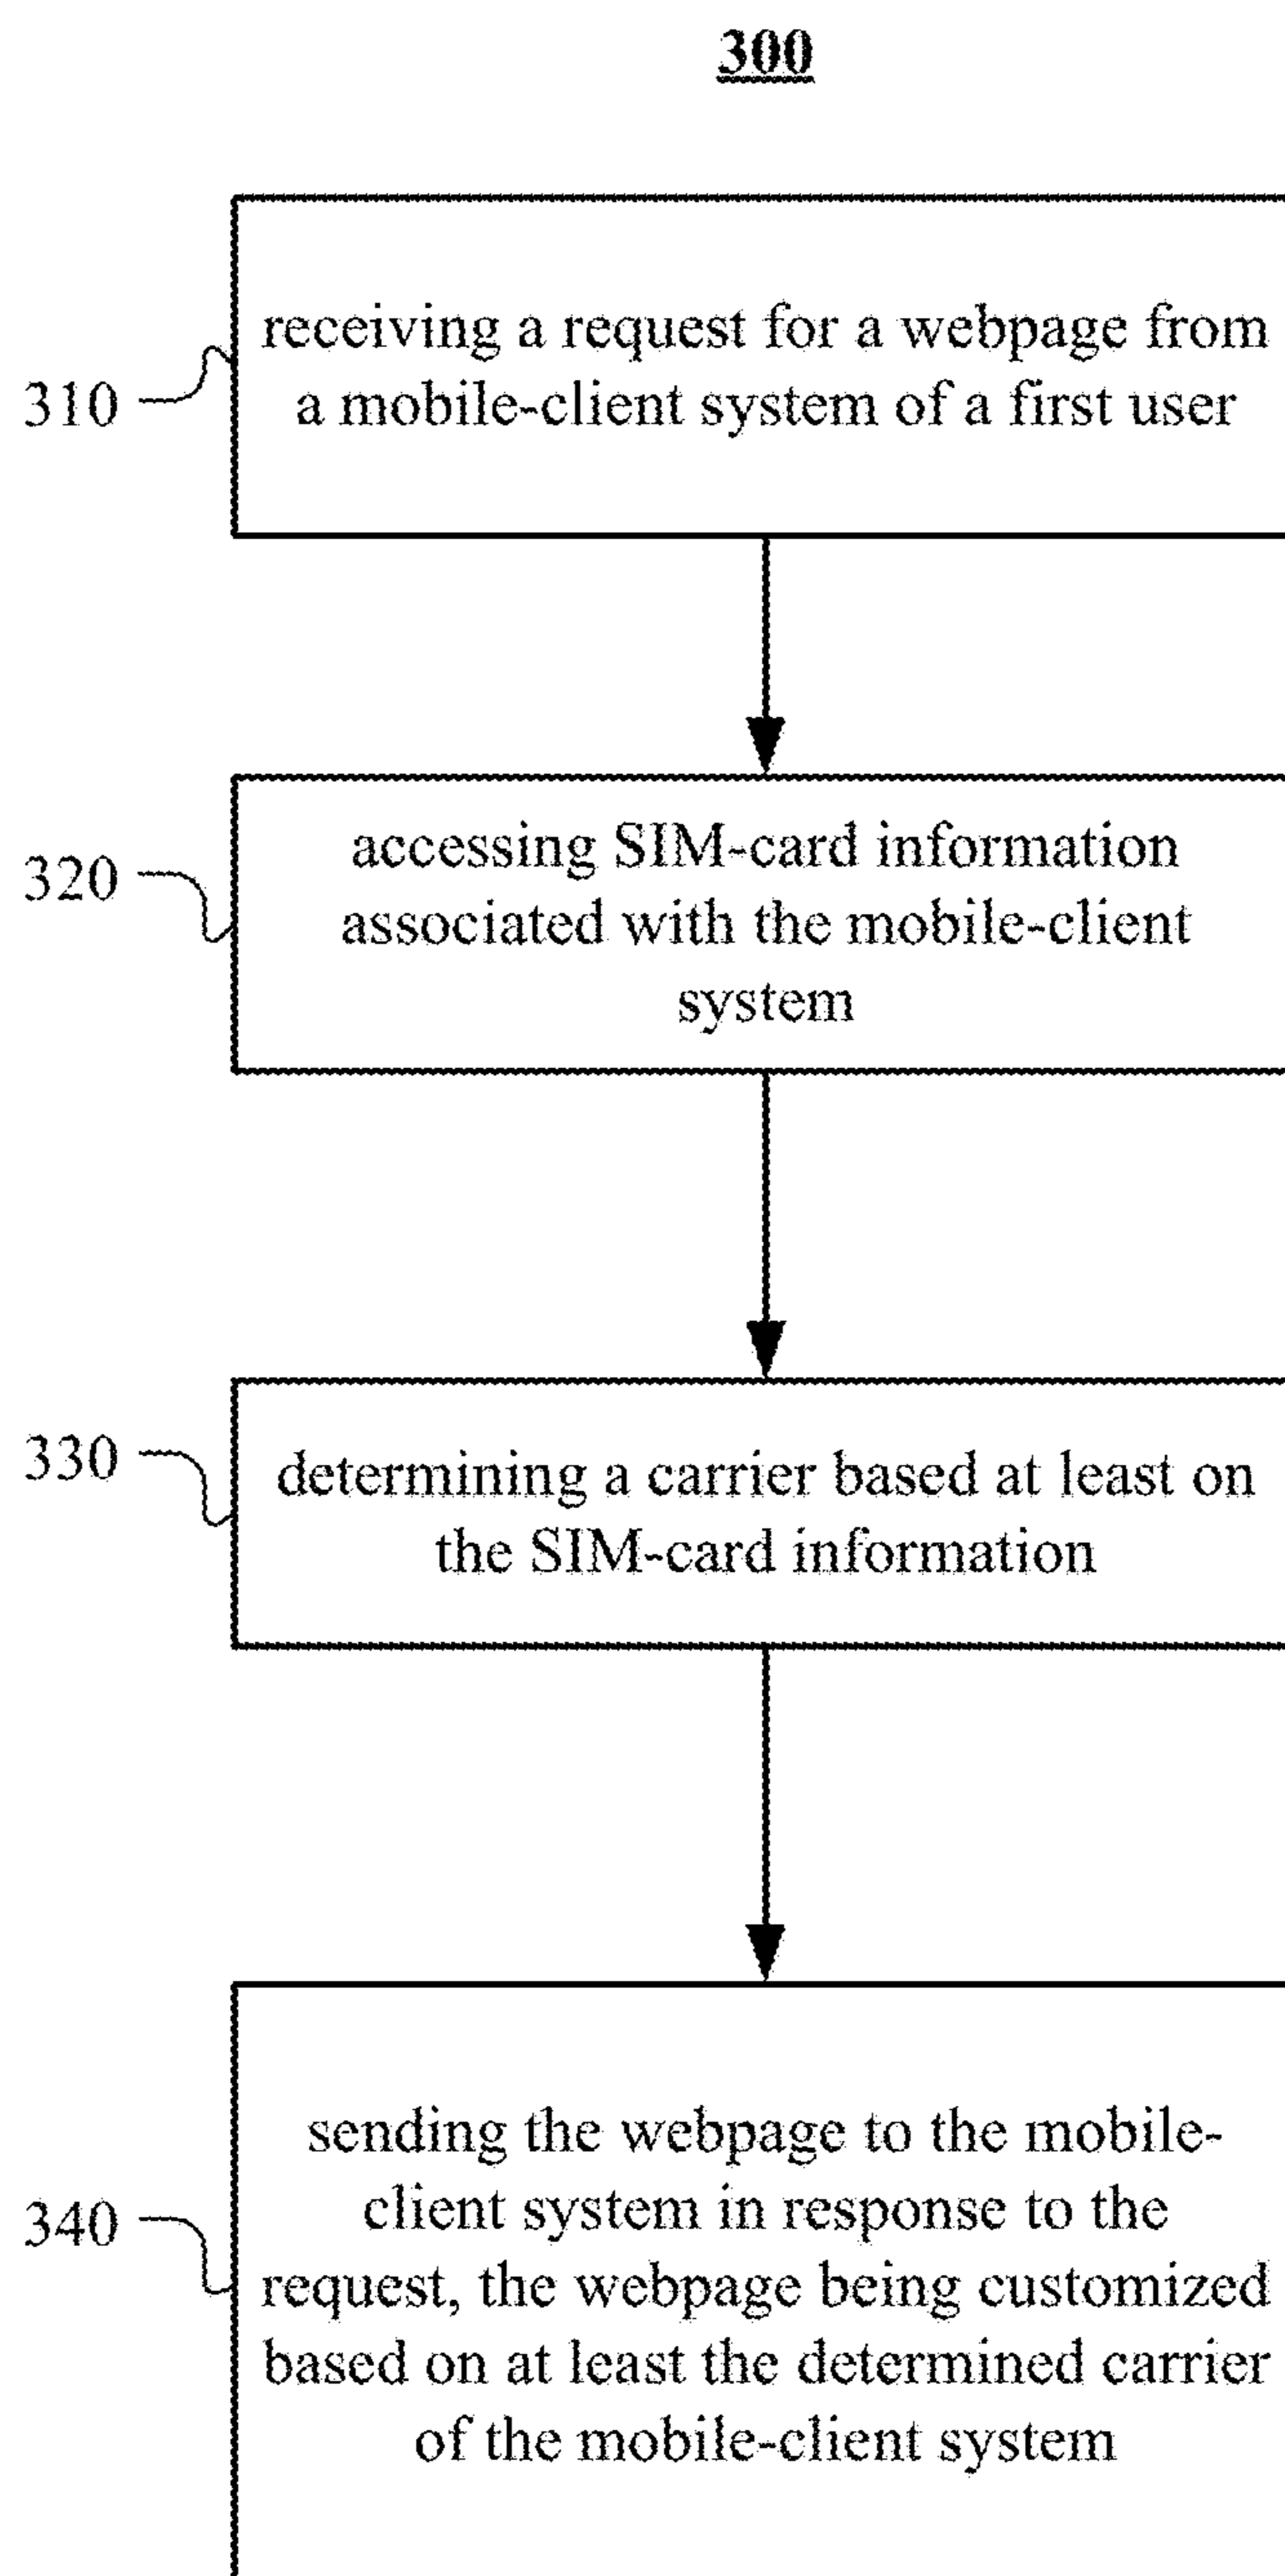 300
receiving a request for a webpage from
a mobile-client system of a first user
310
accessing SIM-card information
associated with the mobile-client
system
320
determining a carrier based at least on
the SIM-card information
330
sending the webpage to the mobile-
client system in response to the
request, the webpage being customized
based on at least the determined carrier
of the mobile-client system
340